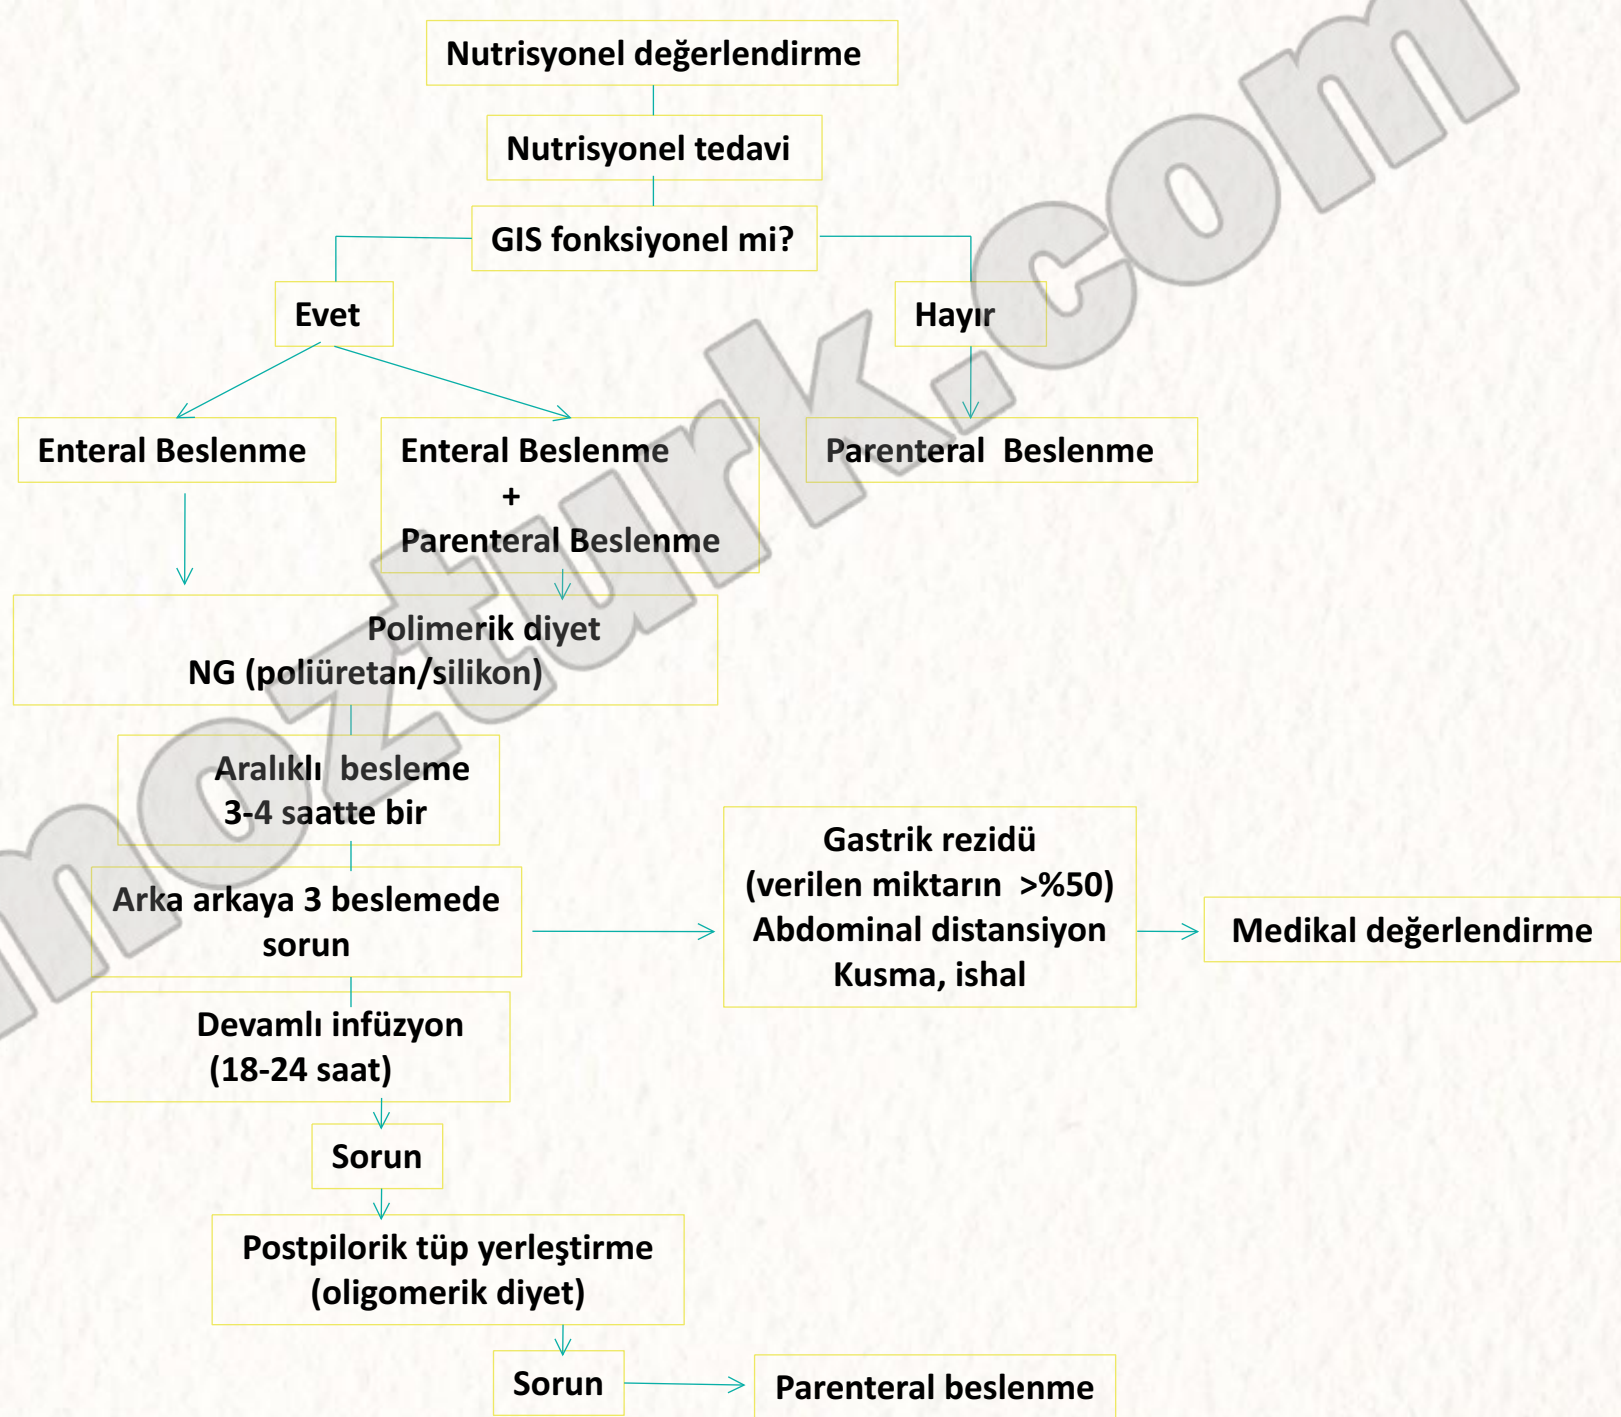 Nutrisyonel değerlendirme
Nutrisyonel tedavi
GIS fonksiyonel mi?
Evet
Hayır
Enteral Beslenme
Enteral Beslenme
+
Parenteral Beslenme
Parenteral Beslenme
Polimerik diyet
NG (poliüretan/silikon)
Aralıklı besleme
3-4 saatte bir
Arka arkaya 3 beslemede
sorun
Gastrik rezidü
(verilen miktarın >%50)
Abdominal distansiyon
Kusma, ishal
Medikal değerlendirme
Devamlı infüzyon
(18-24 saat)
Sorun
Postpilorik tüp yerleştirme
(oligomerik diyet)
Sorun
Parenteral beslenme
mozturk.com